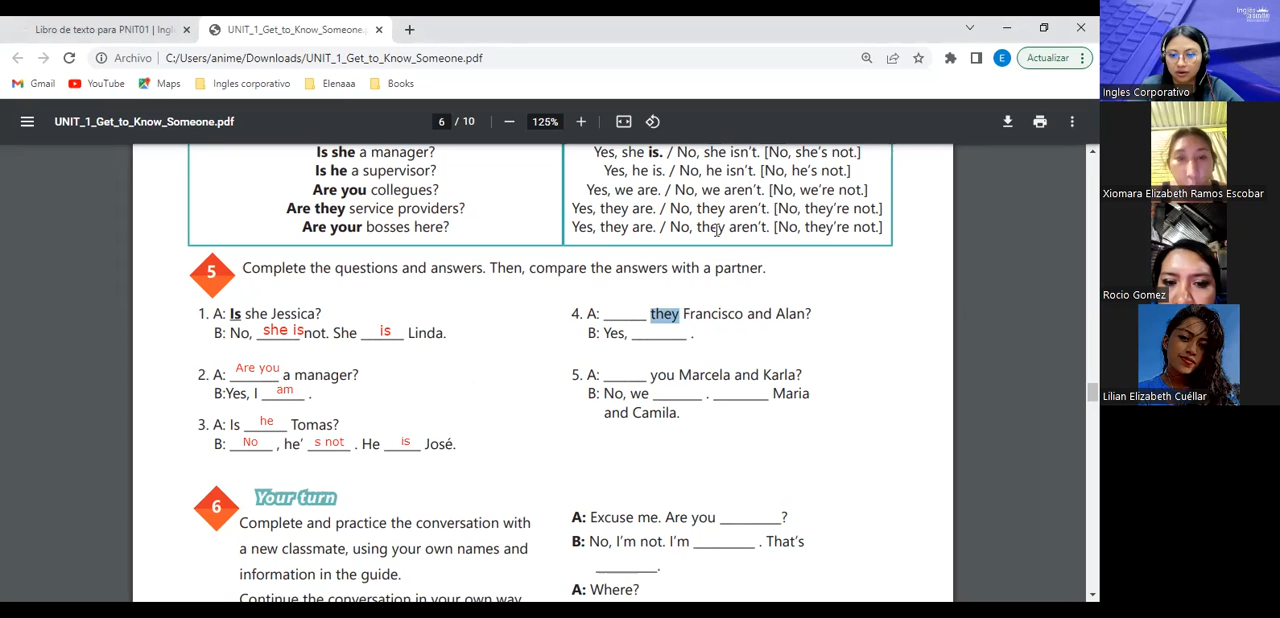 Libro de texto para PNIT01 | Ingl
UNIT_1_Get_to_Know_Someone.
Archivo
C:/Users/anime/Downloads/UNIT_1_Get_to_Know_Someone.pdf
E
Actualizar
Gmail
YouTube
Maps
Ingles corporativo
Elenaaa
Books
UNIT_1_Get_to_Know_Someone.pdf
6 / 10
125%
Is she a manager?
Yes, she is. / No, she isn't. [No, she's not.]
Is he a supervisor?
Yes, he is. / No, he isn't. [No, he's not.]
Are you collegues?
Yes, we are. / No, we aren't. [No, we're not.]
Are they service providers?
Yes, they are. / No, they aren't. [No, they're not.]
Are your bosses here?
Yes, they are. / No, they aren't. [No, they're not.]
5 Complete the questions and answers. Then, compare the answers with a partner.
1. A: Is she Jessica?
B: No, she is not. She is Linda.
2. A: Are you a manager?
B:Yes, I am .
3. A: Is he Tomas?
B: No , he' s not . He is José.
4. A: ______ they Francisco and Alan?
B: Yes, ________ .
5. A: ______ you Marcela and Karla?
B: No, we _______ . ________ Maria
and Camila.
6 Your turn
Complete and practice the conversation with
a new classmate, using your own names and
information in the guide.
Continue the conversation in your own way.
A: Excuse me. Are you _________?
B: No, I'm not. I'm _________ . That's
_________.
A: Where?
Ingles Corporativo
Xiomara Elizabeth Ramos Escobar
Rocio Gomez
Lilian Elizabeth Cuéllar